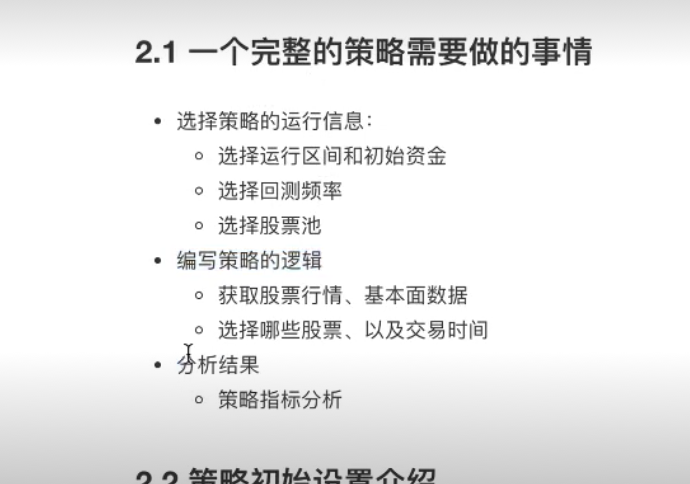 2.1 一个完整的策略需要做的事情
选择策略的运行信息：
选择运行区间和初始资金
选择回测频率
选择股票池
编写策略的逻辑
获取股票行情、基本面数据
选择哪些股票、以及交易时间
分析结果
策略指标分析
2.2 策略初始设置介绍